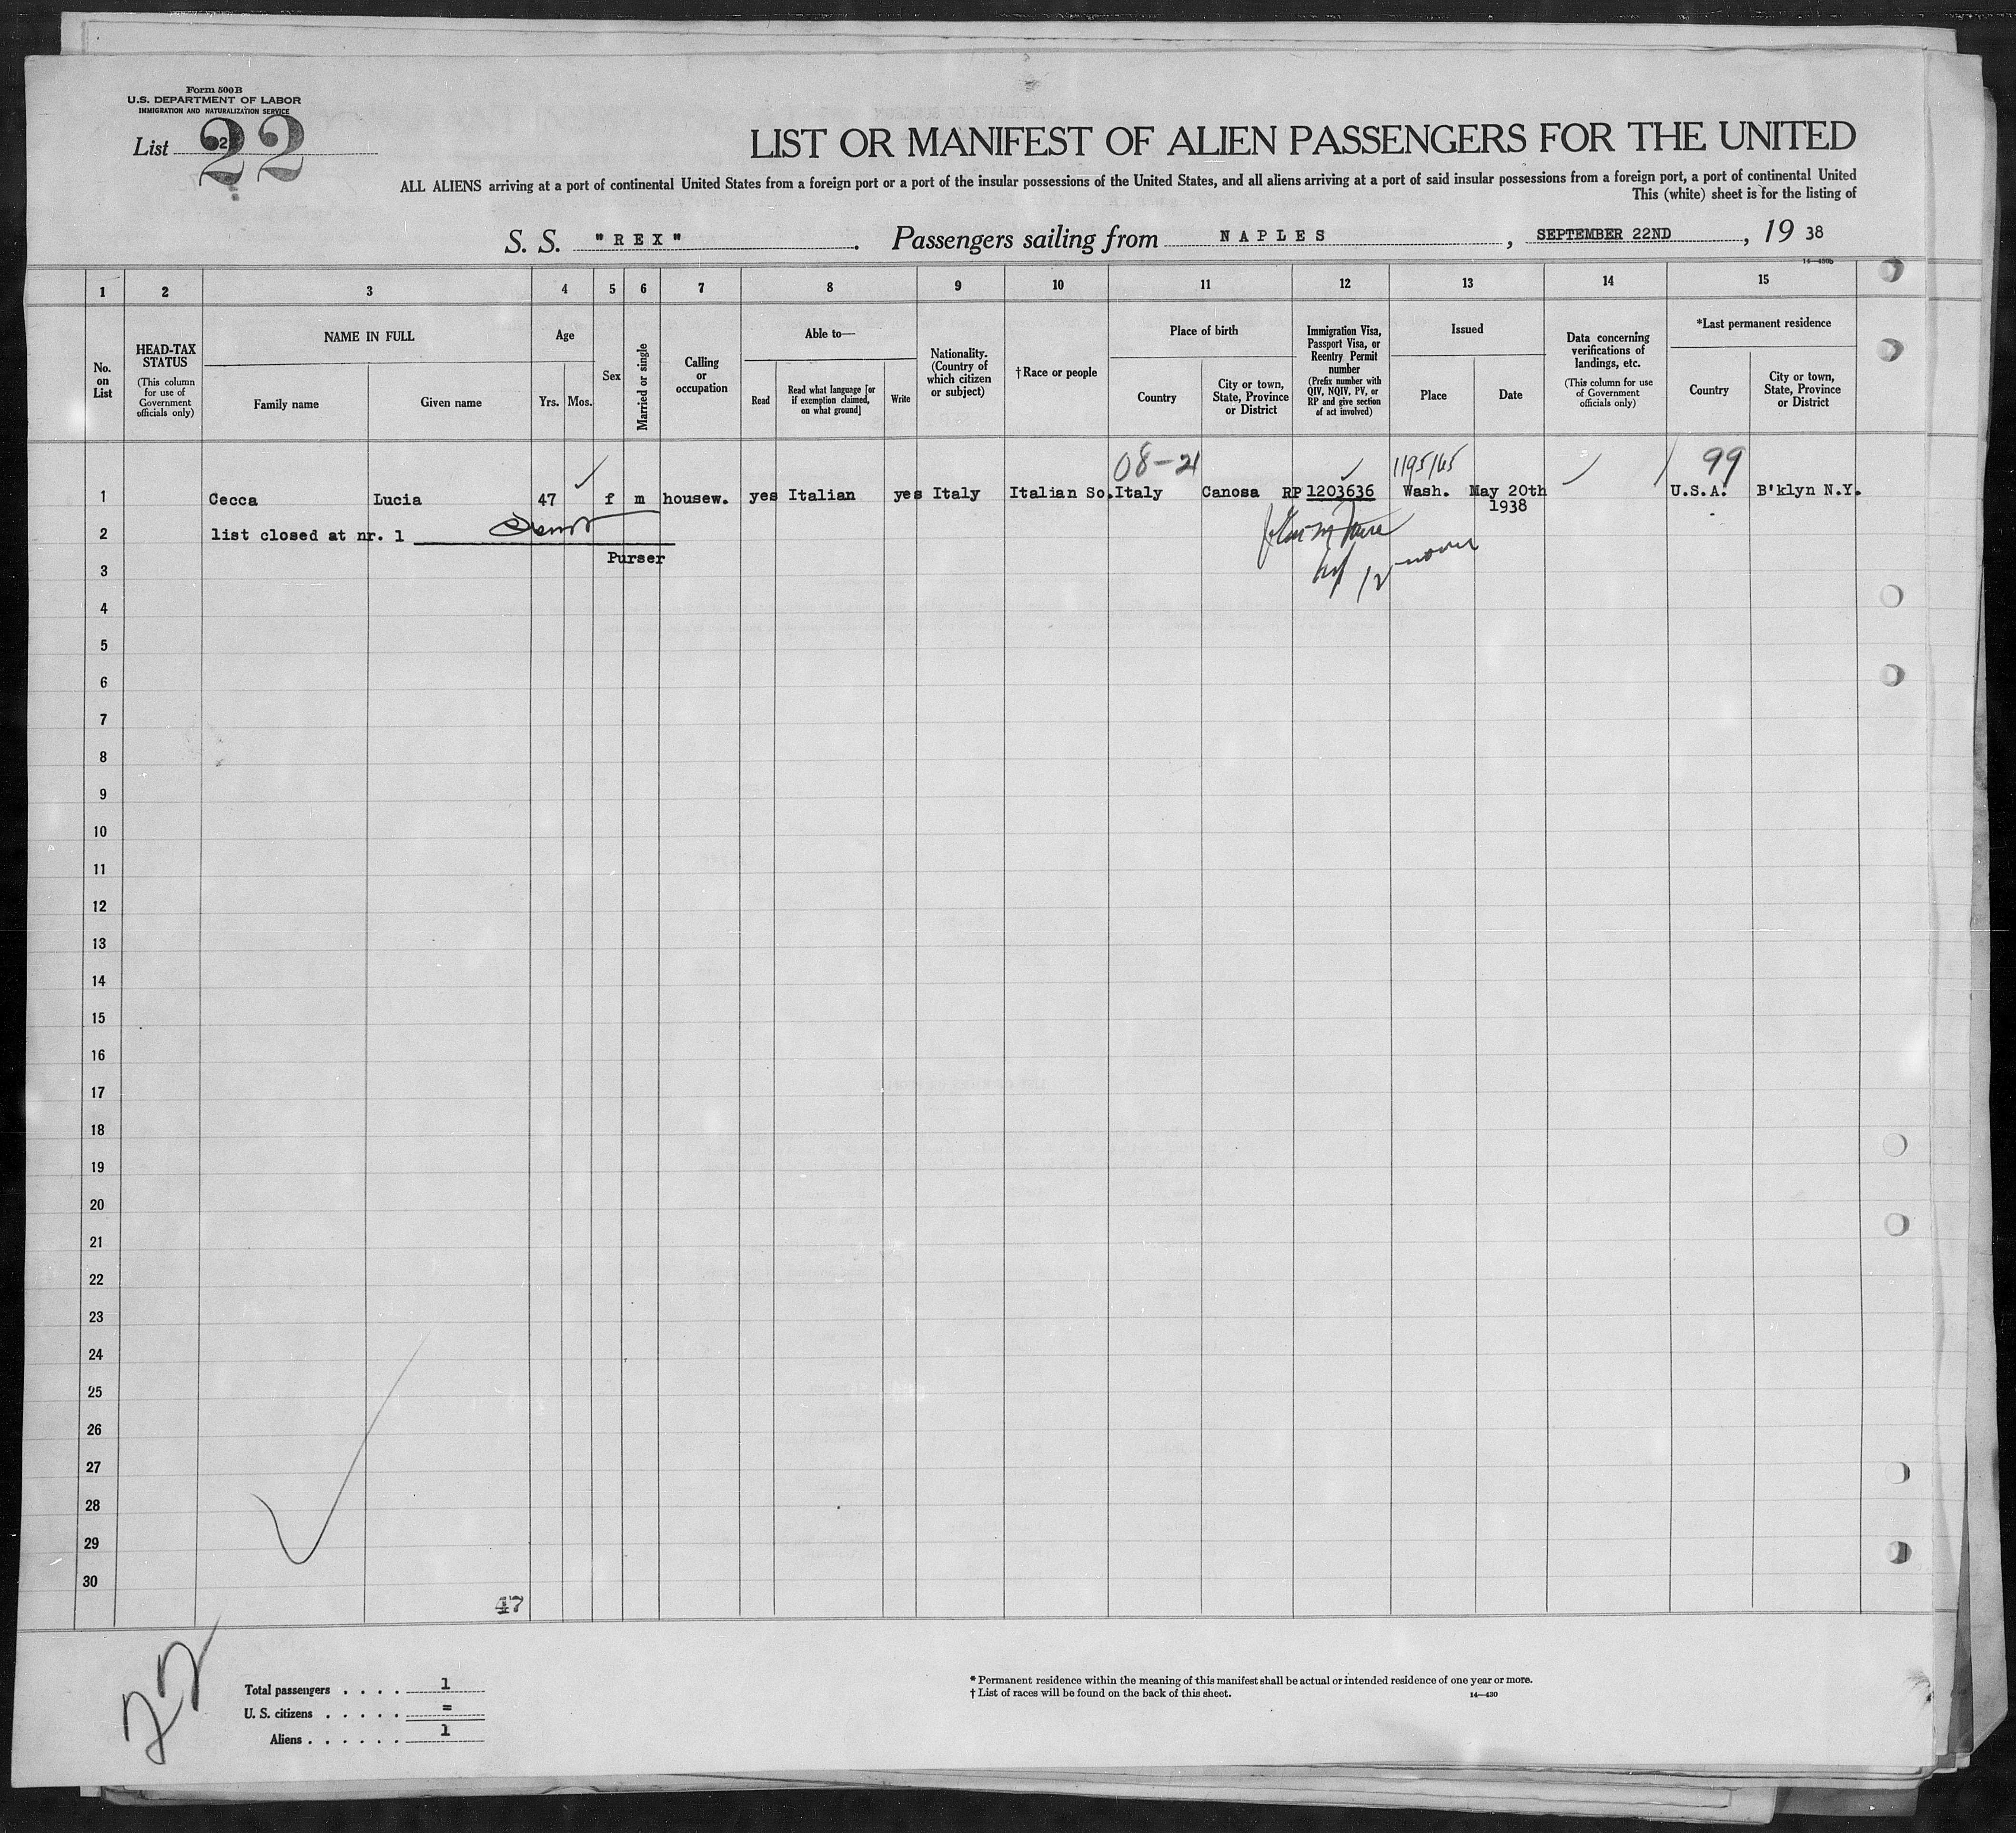 Form 500B
U.S. DEPARTMENT OF LABOR
IMMIGRATION AND NATURALIZATION SERVICE
List 2
22
LIST OR MANIFEST OF ALIEN PASSENGERS FOR THE UNITED
ALL ALIENS arriving at a port of continental United States from a foreign port or a port of the insular possessions of the United States, and all aliens arriving at a port of said insular possessions from a foreign port, a port of continental United
This (white) sheet is for the listing of
S. S. "REX" . Passengers sailing from NAPLES , SEPTEMBER 22ND , 19 38
14—430b
1 2 3 4 5 6 7 8 9 10 11 12 13 14 15
No. on List
HEAD-TAX STATUS
(This column for use of Government officials only)
NAME IN FULL
Family name Given name
Age
Yrs. Mos.
Sex
Married or single
Calling or occupation
Able to—
Read
Read what language [or if exemption claimed, on what ground]
Write
Nationality. (Country of which citizen or subject)
† Race or people
Place of birth
Country
City or town, State, Province or District
Immigration Visa, Passport Visa, or Reentry Permit number
(Prefix number with QIV, NQIV, PV, or RP and give section of act involved)
Issued
Place Date
Data concerning verifications of landings, etc.
(This column for use of Government officials only)
*Last permanent residence
Country
City or town, State, Province or District
08-21 1195165 99
1 Cecca Lucia 47 f m housew. yes Italian yes Italy Italian So. Italy Canosa RP 1203636 Wash. May 20th U.S.A. B'klyn N.Y.
1938
2 list closed at nr. 1
Purser
3
4
5
6
7
8
9
10
11
12
13
14
15
16
17
18
19
20
21
22
23
24
25
26
27
28
29
30
47
22
Total passengers . . . . 1
U. S. citizens . . . . . =
Aliens . . . . . . 1
* Permanent residence within the meaning of this manifest shall be actual or intended residence of one year or more.
† List of races will be found on the back of this sheet.
14—430